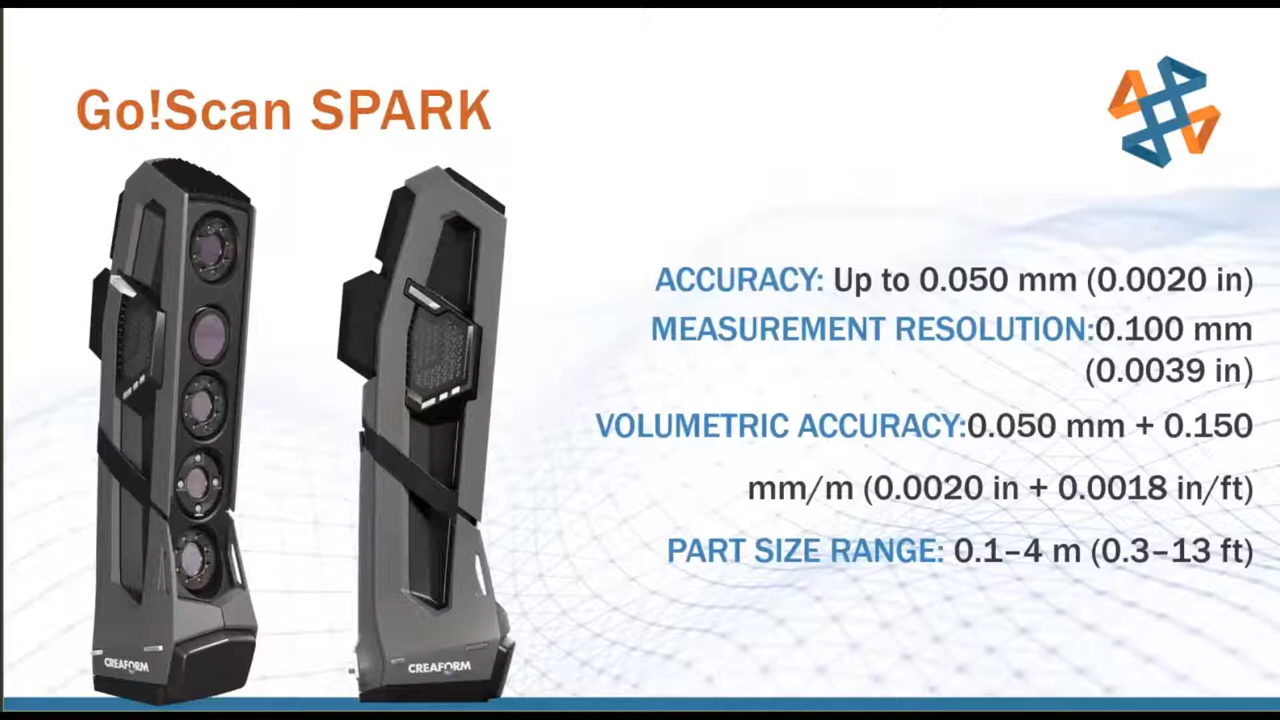 Go!Scan SPARK
ACCURACY: Up to 0.050 mm (0.0020 in)
MEASUREMENT RESOLUTION:0.100 mm
(0.0039 in)
VOLUMETRIC ACCURACY:0.050 mm + 0.150
mm/m (0.0020 in + 0.0018 in/ft)
PART SIZE RANGE: 0.1–4 m (0.3–13 ft)
CREAFORM
CREAFORM